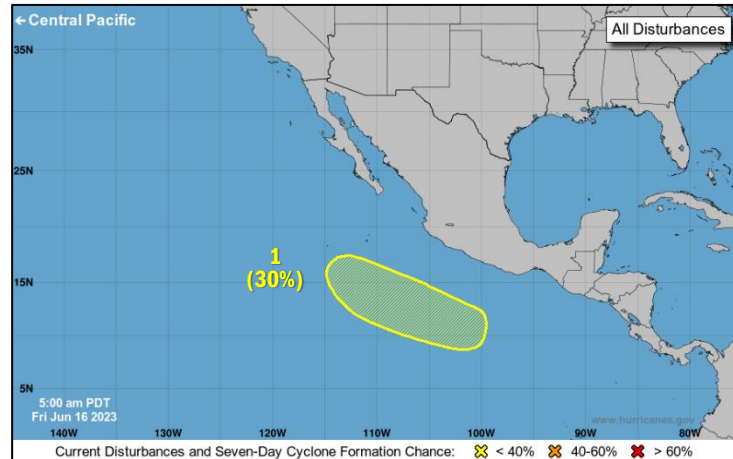 ← Central Pacific
All Disturbances
35N
25N
1
(30%)
15N
5N
5:00 am PDT
Fri Jun 16 2023
www.hurricanes.gov
140W 130W 120W 110W 100W 90W 80W
Current Disturbances and Seven-Day Cyclone Formation Chance: < 40% 40-60% > 60%